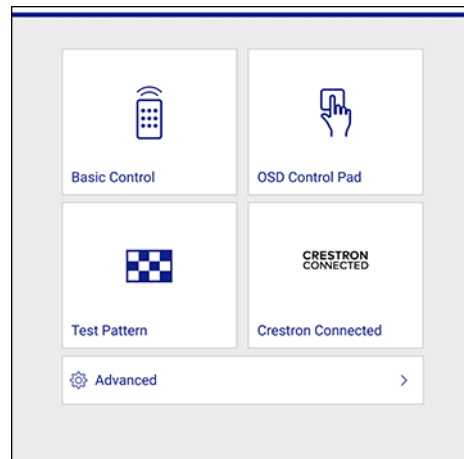 Basic Control
OSD Control Pad
CRESTRON
CONNECTED
Test Pattern
Crestron Connected
Advanced